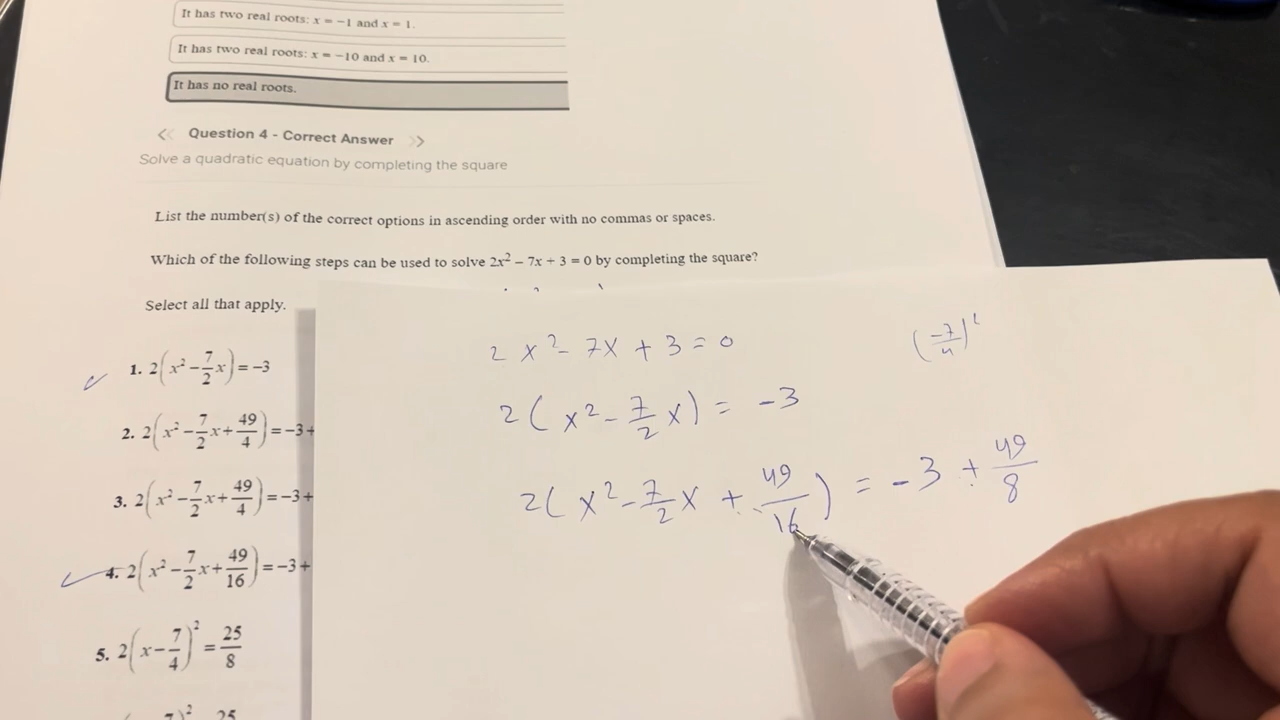 It has two real roots: x = −1 and x = 1.
It has two real roots: x = −10 and x = 10.
It has no real roots.
<< Question 4 - Correct Answer >>
Solve a quadratic equation by completing the square
List the number(s) of the correct options in ascending order with no commas or spaces.
Which of the following steps can be used to solve 2x² − 7x + 3 = 0 by completing the square?
Select all that apply.
1. 2(x² − 7/2 x) = −3
2. 2(x² − 7/2 x + 49/4) = −3+
3. 2(x² − 7/2 x + 49/4) = −3+
4. 2(x² − 7/2 x + 49/16) = −3+
5. 2(x − 7/4)² = 25/8
2x² − 7x + 3 = 0
(−7/4)²
2(x² − 7/2 x) = −3
2(x² − 7/2 x + 49/16) = −3 + 49/8